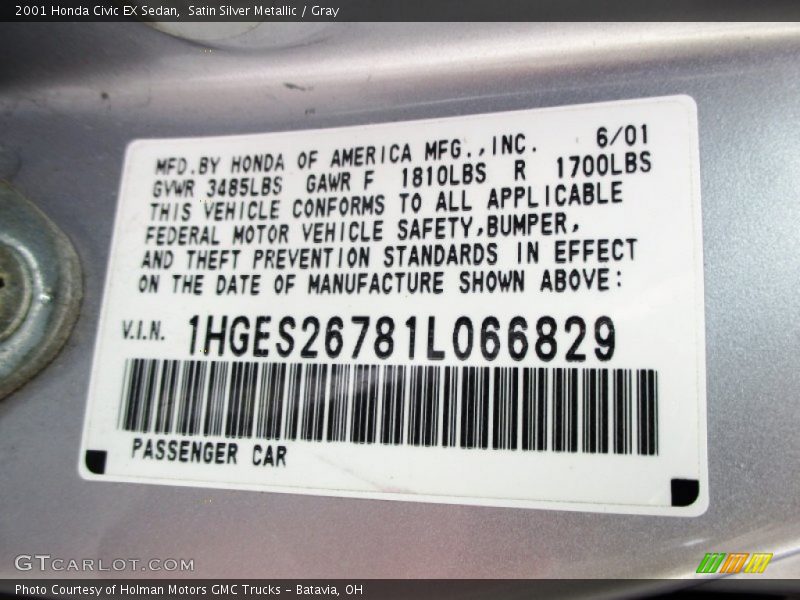 2001 Honda Civic EX Sedan,  Satin Silver Metallic / Gray
MFD.BY HONDA OF AMERICA MFG.,INC. 6/01
GVWR 3485LBS GAWR F 1810LBS R 1700LBS
THIS VEHICLE CONFORMS TO ALL APPLICABLE
FEDERAL MOTOR VEHICLE SAFETY,BUMPER,
AND THEFT PREVENTION STANDARDS IN EFFECT
ON THE DATE OF MANUFACTURE SHOWN ABOVE:
V.I.N. 1HGES26781L066829
PASSENGER CAR
GTCARLOT.COM
Photo Courtesy of Holman Motors GMC Trucks - Batavia, OH